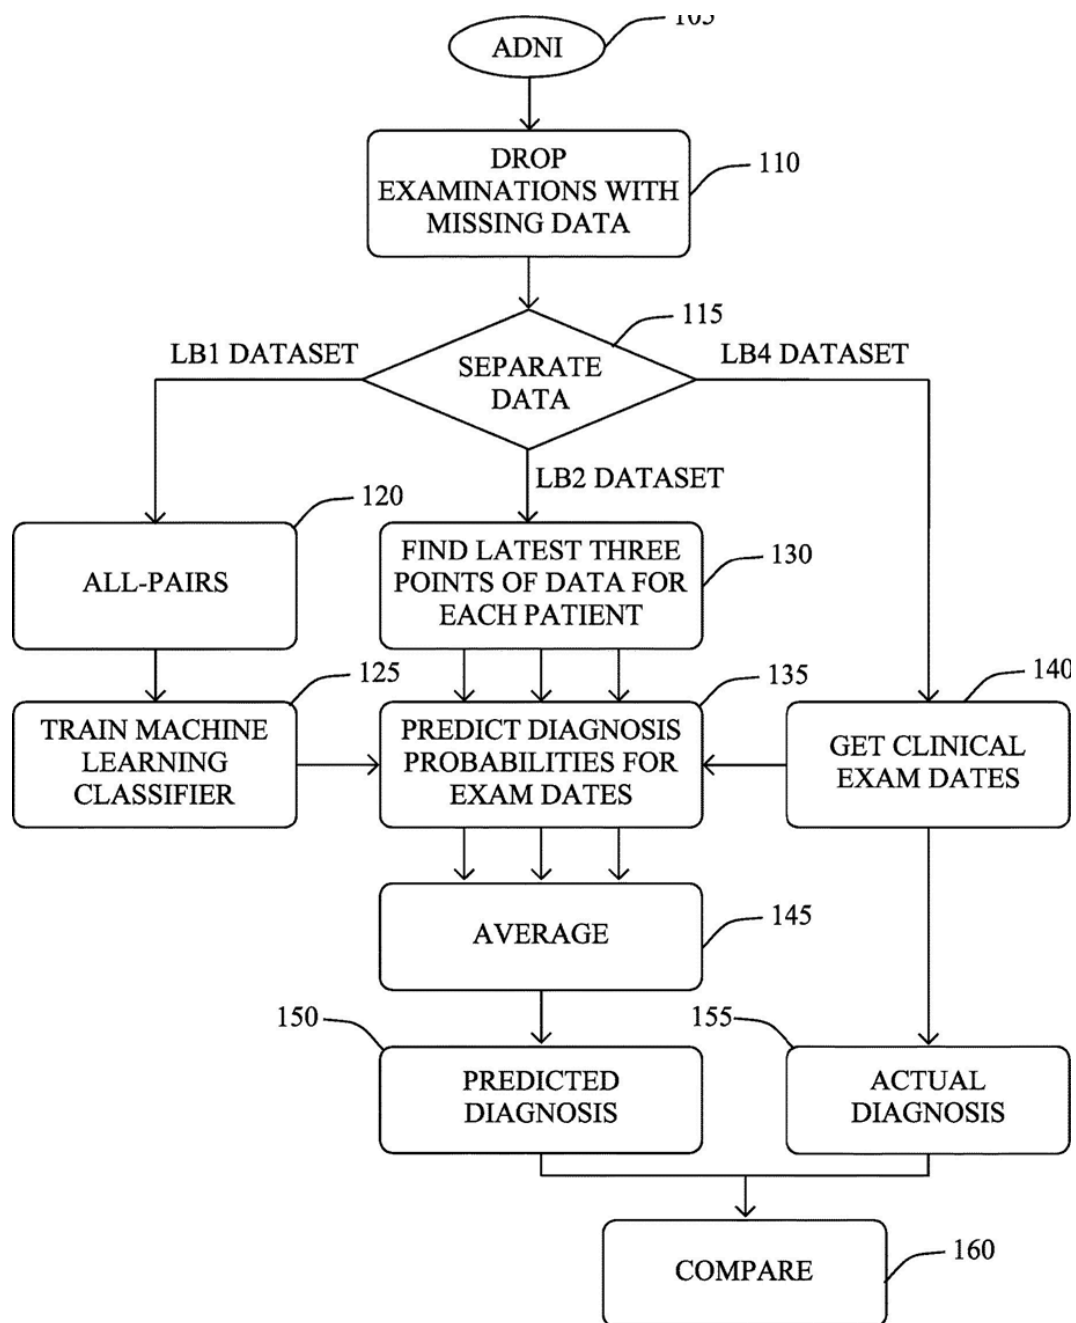 105
ADNI
DROP
EXAMINATIONS WITH
MISSING DATA
110
115
LB1 DATASET
SEPARATE
DATA
LB4 DATASET
LB2 DATASET
120
ALL-PAIRS
FIND LATEST THREE
POINTS OF DATA FOR
EACH PATIENT
130
125
TRAIN MACHINE
LEARNING
CLASSIFIER
135
PREDICT DIAGNOSIS
PROBABILITIES FOR
EXAM DATES
140
GET CLINICAL
EXAM DATES
AVERAGE
145
150
PREDICTED
DIAGNOSIS
155
ACTUAL
DIAGNOSIS
COMPARE
160